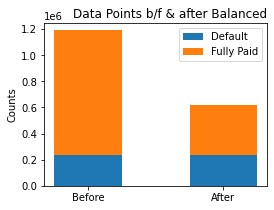 Data Points b/f & after Balanced
1e6
Default
Fully Paid
1.2
1.0
0.8
0.6
0.4
0.2
0.0
Counts
Before
After